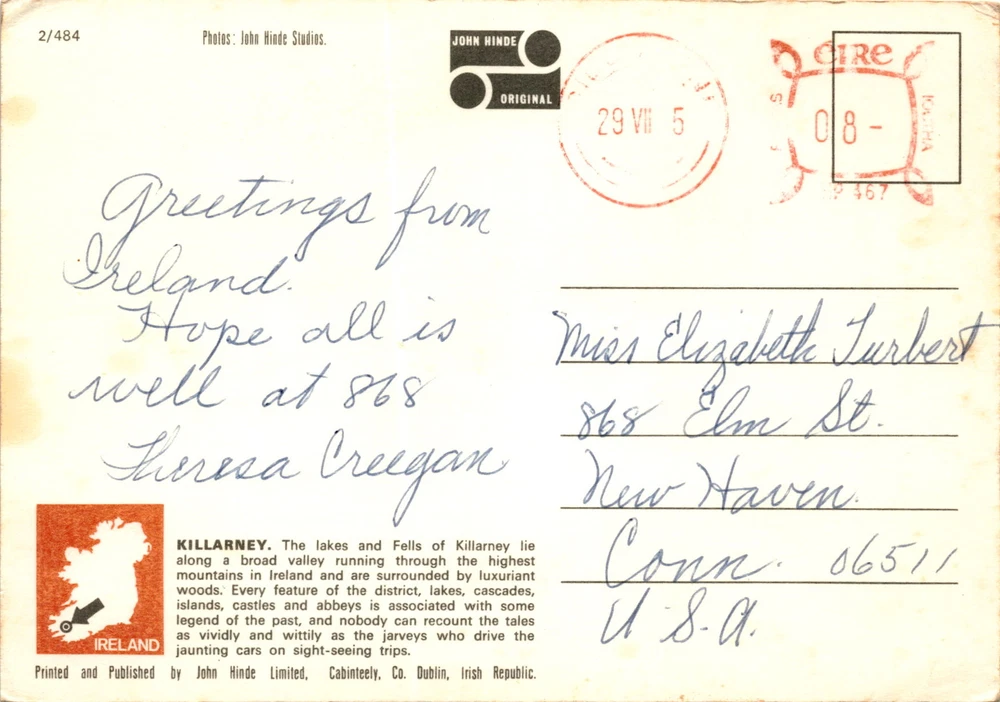 2/484
Photos: John Hinde Studios.
JOHN HINDE
ORIGINAL
29 VII 5
EIRE
08-
467
Greetings from
Ireland.
Hope all is
well at 868
Theresa Creegan
Miss Elizabeth Turbert
868 Elm St.
New Haven.
Conn. 06511
U.S.A.
IRELAND
KILLARNEY. The lakes and Fells of Killarney lie
along a broad valley running through the highest
mountains in Ireland and are surrounded by luxuriant
woods. Every feature of the district, lakes, cascades,
islands, castles and abbeys is associated with some
legend of the past, and nobody can recount the tales
as vividly and wittily as the jarveys who drive the
jaunting cars on sight-seeing trips.
Printed and Published by John Hinde Limited, Cabinteely, Co. Dublin, Irish Republic.